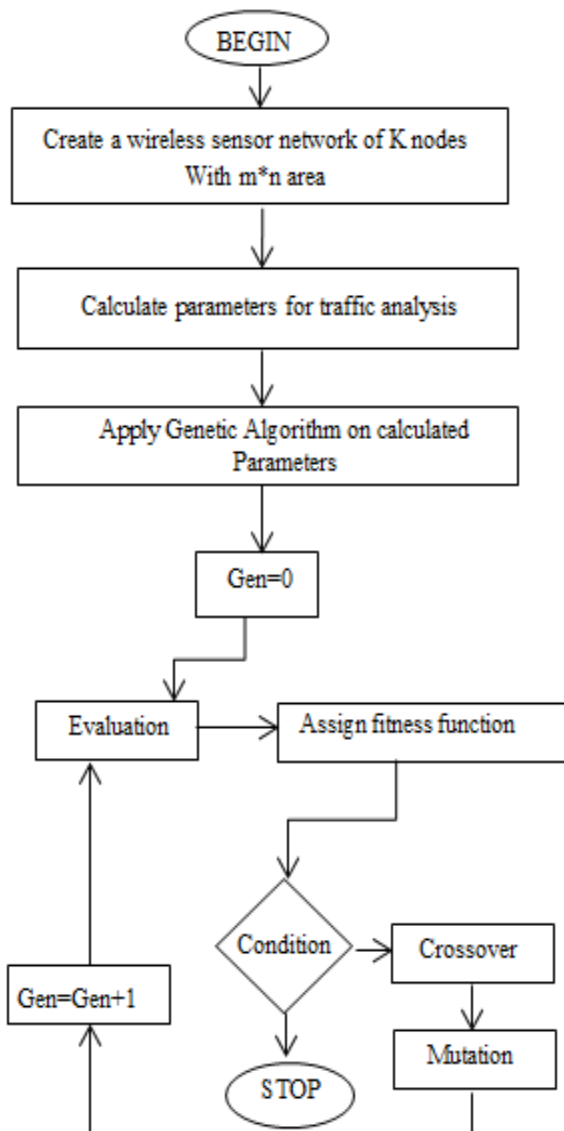 BEGIN
Create a wireless sensor network of K nodes
With m*n area
Calculate parameters for traffic analysis
Apply Genetic Algorithm on calculated
Parameters
Gen=0
Evaluation
Assign fitness function
Condition
Crossover
Gen=Gen+1
Mutation
STOP